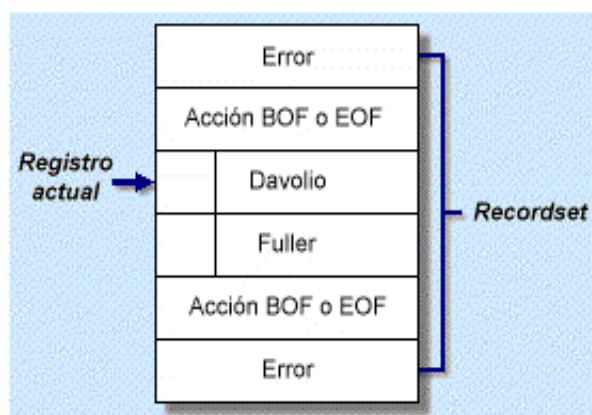 Error
Acción BOF o EOF
Registro
actual
Davolio
Fuller
Recordset
Acción BOF o EOF
Error